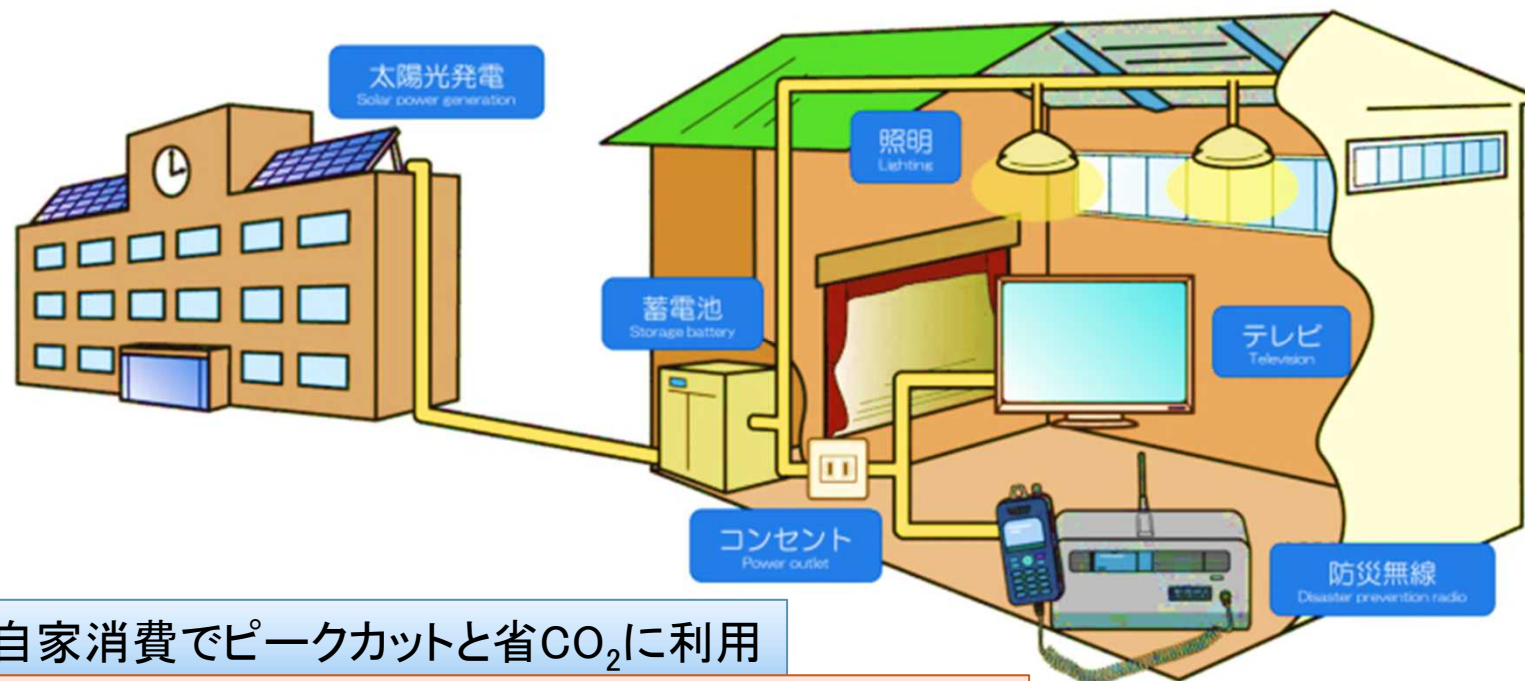 太陽光発電
Solar power generation
照明
Lighting
蓄電池
Storage battery
テレビ
Television
コンセント
Power outlet
防災無線
Disaster prevention radio
自家消費でピークカットと省CO₂に利用